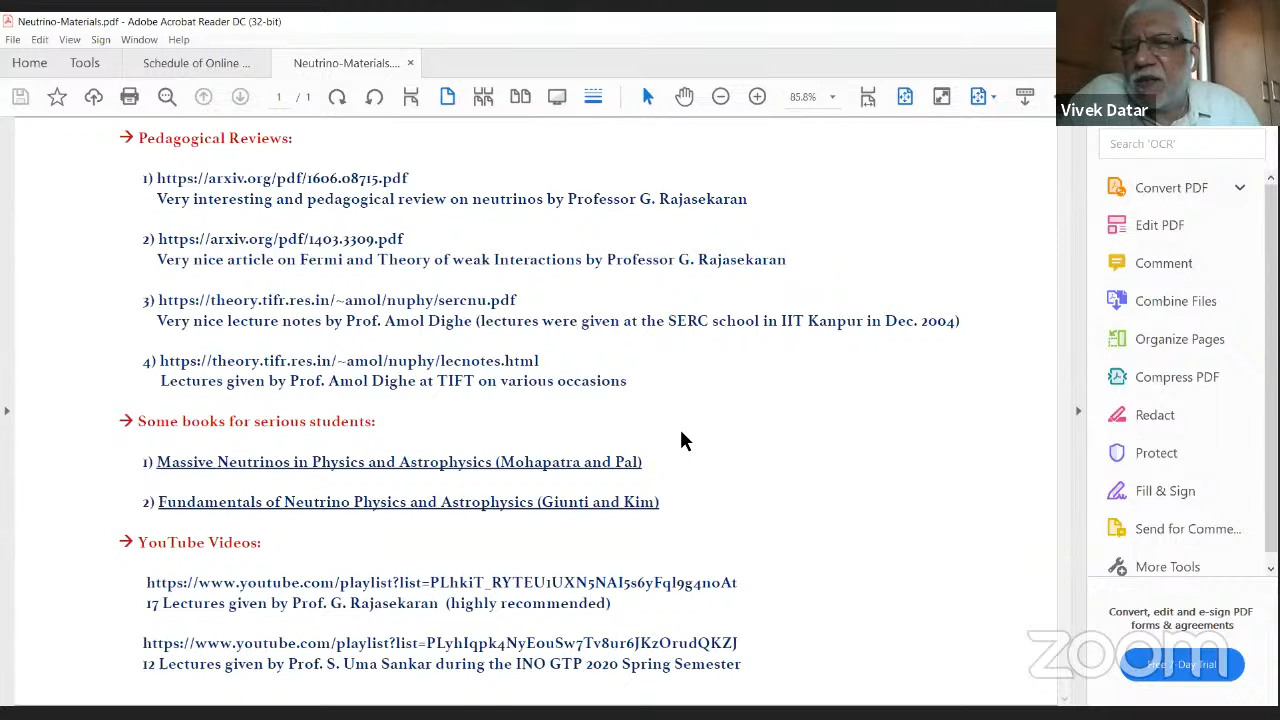 Neutrino-Materials.pdf - Adobe Acrobat Reader DC (32-bit)
File Edit View Sign Window Help
Home Tools Schedule of Online ... Neutrino-Materials.... ×
1 / 1 85.8%
Vivek Datar
Search 'OCR'
→ Pedagogical Reviews:
1) https://arxiv.org/pdf/1606.08715.pdf
Very interesting and pedagogical review on neutrinos by Professor G. Rajasekaran
2) https://arxiv.org/pdf/1403.3309.pdf
Very nice article on Fermi and Theory of weak Interactions by Professor G. Rajasekaran
3) https://theory.tifr.res.in/~amol/nuphy/sercnu.pdf
Very nice lecture notes by Prof. Amol Dighe (lectures were given at the SERC school in IIT Kanpur in Dec. 2004)
4) https://theory.tifr.res.in/~amol/nuphy/lecnotes.html
Lectures given by Prof. Amol Dighe at TIFT on various occasions
→ Some books for serious students:
1) Massive Neutrinos in Physics and Astrophysics (Mohapatra and Pal)
2) Fundamentals of Neutrino Physics and Astrophysics (Giunti and Kim)
→ YouTube Videos:
https://www.youtube.com/playlist?list=PLhkiT_RYTEU1UXN5NAI5s6yFql9g4noAt
17 Lectures given by Prof. G. Rajasekaran (highly recommended)
https://www.youtube.com/playlist?list=PLyhIqpk4NyEouSw7Tv8ur6JKzOrudQKZJ
12 Lectures given by Prof. S. Uma Sankar during the INO GTP 2020 Spring Semester
Convert PDF
Edit PDF
Comment
Combine Files
Organize Pages
Compress PDF
Redact
Protect
Fill & Sign
Send for Comme...
More Tools
Convert, edit and e-sign PDF
forms & agreements
Free 7-Day Trial
zoom